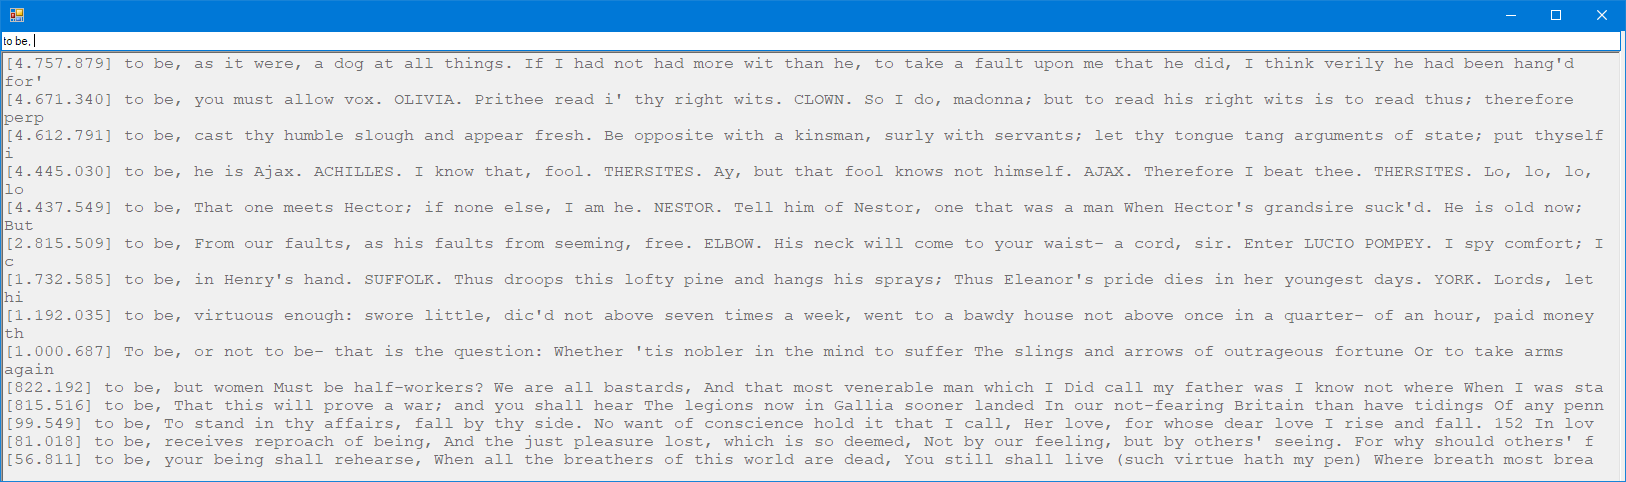 to be,
[4.757.879] to be, as it were, a dog at all things. If I had not had more wit than he, to take a fault upon me that he did, I think verily he had been hang'd
for'
[4.671.340] to be, you must allow vox. OLIVIA. Prithee read i' thy right wits. CLOWN. So I do, madonna; but to read his right wits is to read thus; therefore
perp
[4.612.791] to be, cast thy humble slough and appear fresh. Be opposite with a kinsman, surly with servants; let thy tongue tang arguments of state; put thyself
i
[4.445.030] to be, he is Ajax. ACHILLES. I know that, fool. THERSITES. Ay, but that fool knows not himself. AJAX. Therefore I beat thee. THERSITES. Lo, lo, lo,
lo
[4.437.549] to be, That one meets Hector; if none else, I am he. NESTOR. Tell him of Nestor, one that was a man When Hector's grandsire suck'd. He is old now;
But
[2.815.509] to be, From our faults, as his faults from seeming, free. ELBOW. His neck will come to your waist- a cord, sir. Enter LUCIO POMPEY. I spy comfort; I
c
[1.732.585] to be, in Henry's hand. SUFFOLK. Thus droops this lofty pine and hangs his sprays; Thus Eleanor's pride dies in her youngest days. YORK. Lords, let
hi
[1.192.035] to be, virtuous enough: swore little, dic'd not above seven times a week, went to a bawdy house not above once in a quarter- of an hour, paid money
th
[1.000.687] To be, or not to be- that is the question: Whether 'tis nobler in the mind to suffer The slings and arrows of outrageous fortune Or to take arms
again
[822.192] to be, but women Must be half-workers? We are all bastards, And that most venerable man which I Did call my father was I know not where When I was sta
[815.516] to be, That this will prove a war; and you shall hear The legions now in Gallia sooner landed In our not-fearing Britain than have tidings Of any penn
[99.549] to be, To stand in thy affairs, fall by thy side. No want of conscience hold it that I call, Her love, for whose dear love I rise and fall. 152 In lov
[81.018] to be, receives reproach of being, And the just pleasure lost, which is so deemed, Not by our feeling, but by others' seeing. For why should others' f
[56.811] to be, your being shall rehearse, When all the breathers of this world are dead, You still shall live (such virtue hath my pen) Where breath most brea